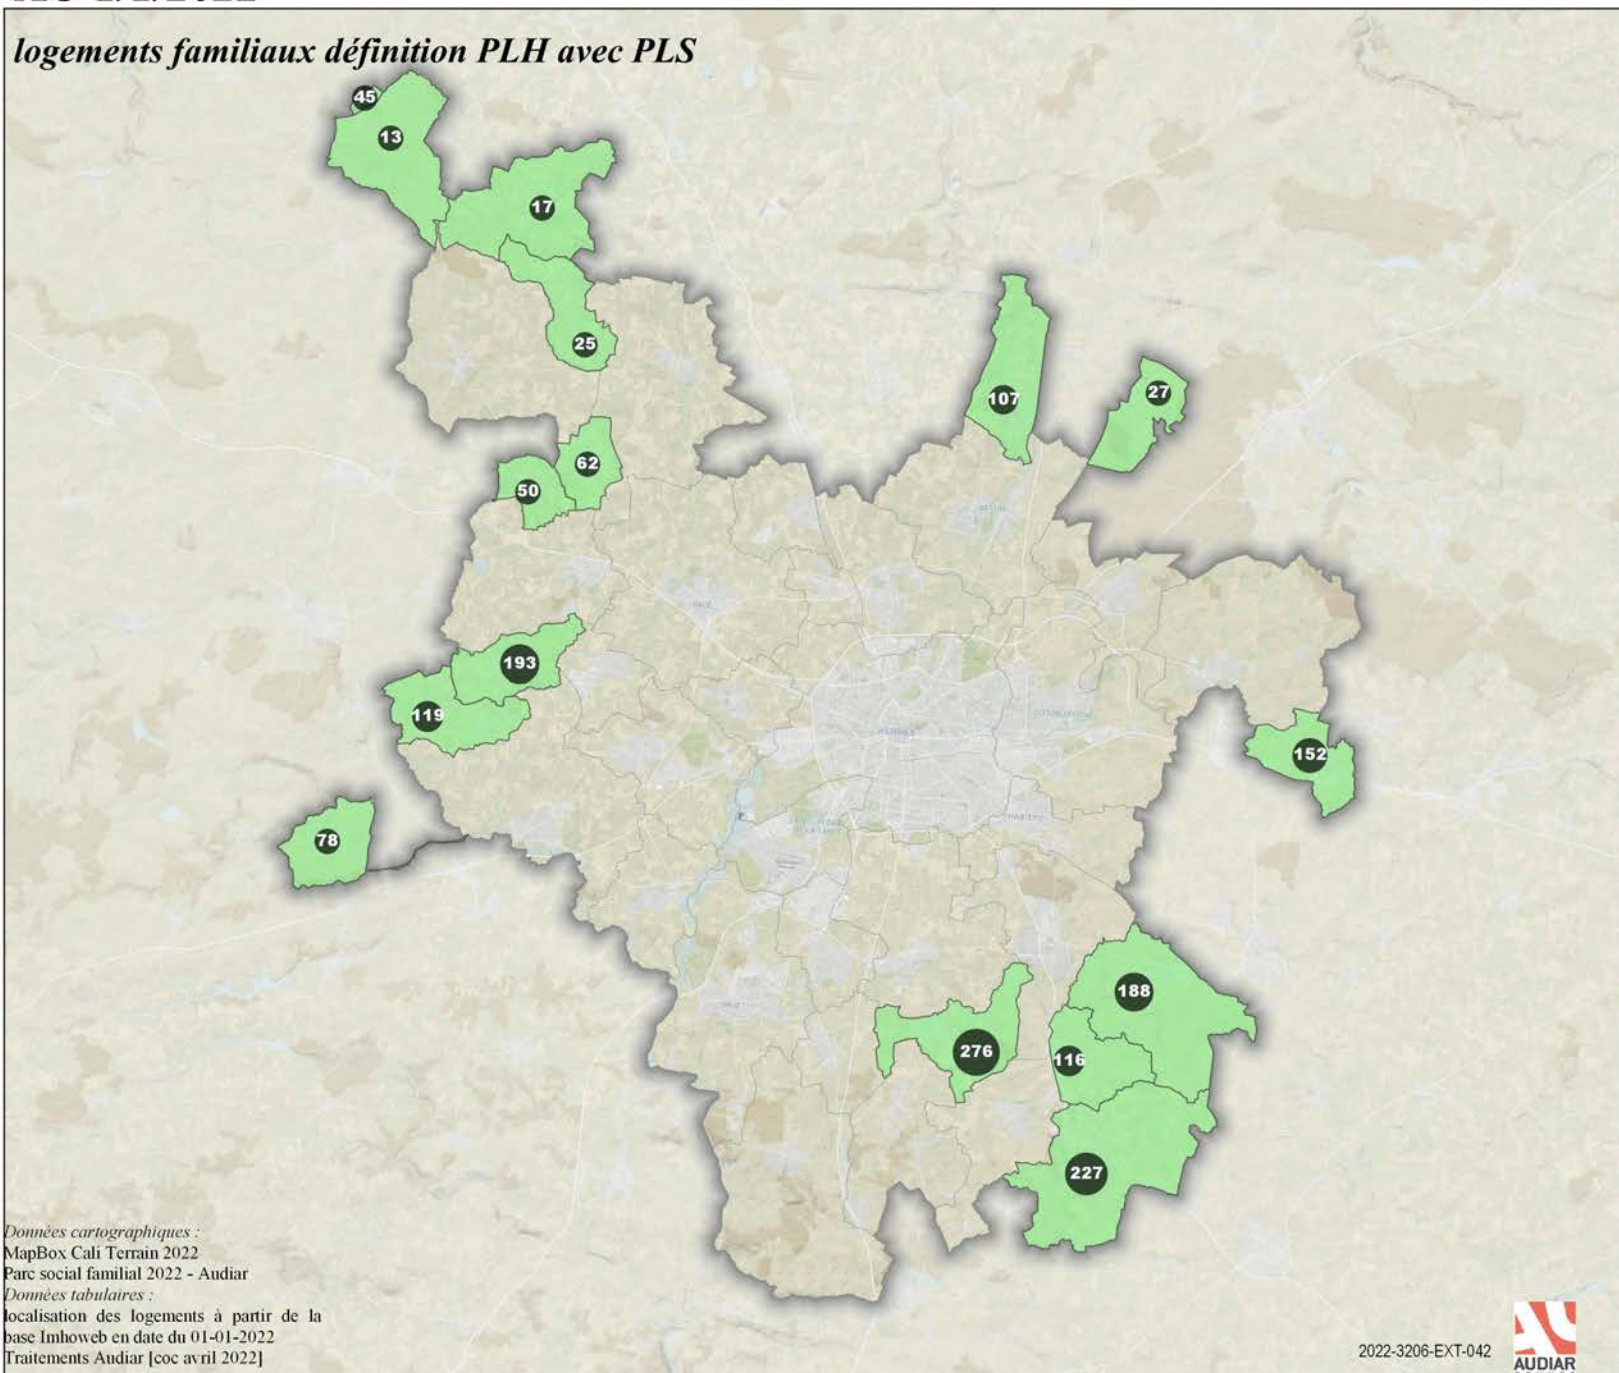 logements familiaux définition PLH avec PLS
45
13
17
25
107
27
62
50
193
119
152
78
188
276
116
227
RENNES
Données cartographiques :
MapBox Cali Terrain 2022
Parc social familial 2022 - Audiar
Données tabulaires :
localisation des logements à partir de la
base Imhoweb en date du 01-01-2022
Traitements Audiar [coc avril 2022]
2022-3206-EXT-042
AUDIAR